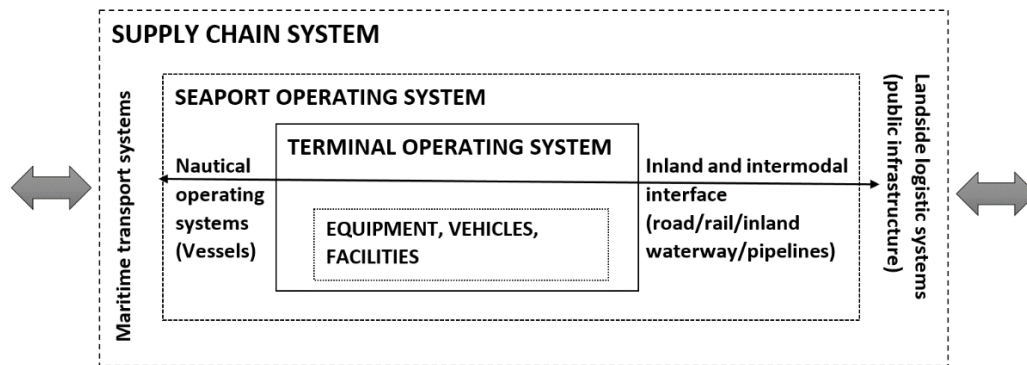 SUPPLY CHAIN SYSTEM
Maritime transport systems
SEAPORT OPERATING SYSTEM
Nautical
operating
systems
(Vessels)
TERMINAL OPERATING SYSTEM
EQUIPMENT, VEHICLES,
FACILITIES
Inland and intermodal
interface
(road/rail/inland
waterway/pipelines)
Landside logistic systems
(public infrastructure)